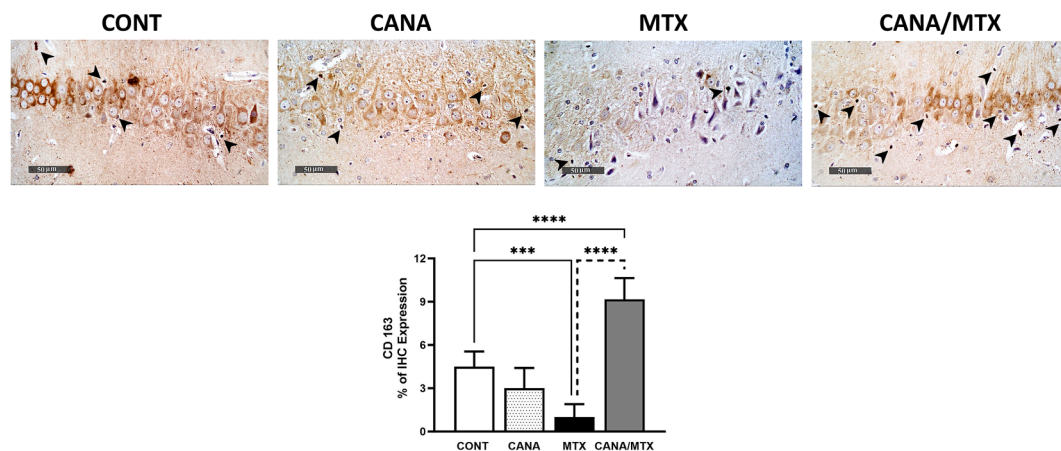 CONT CANA MTX CANA/MTX
50 µm 50 µm 50 µm 50 µm
****
*** ****
CD 163
% of IHC Expression
12
9
6
3
0
CONT CANA MTX CANA/MTX